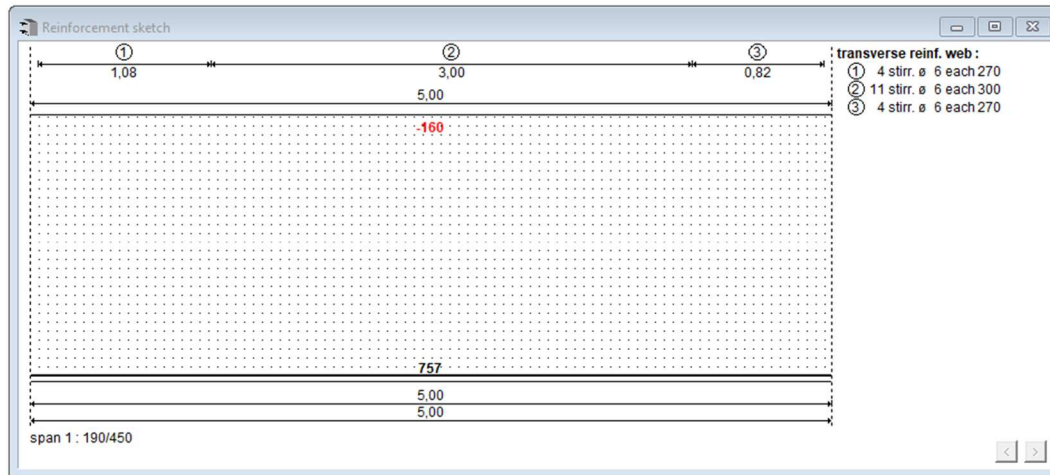 Reinforcement sketch
① ② ③
1,08 3,00 0,82
5,00
-160
757
5,00
5,00
span 1 : 190/450
transverse reinf. web :
① 4 stirr. ø 6 each 270
② 11 stirr. ø 6 each 300
③ 4 stirr. ø 6 each 270